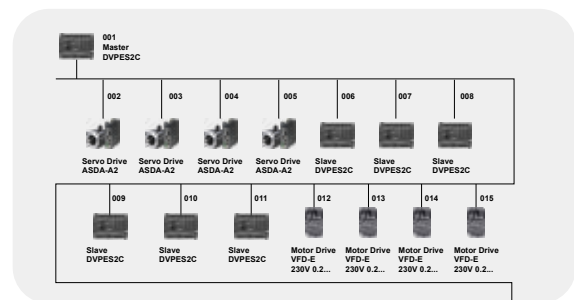 001
Master
DVPES2C
002
003
004
005
006
007
008
Servo Drive
ASDA-A2
Servo Drive
ASDA-A2
Servo Drive
ASDA-A2
Servo Drive
ASDA-A2
Slave
DVPES2C
Slave
DVPES2C
Slave
DVPES2C
009
010
011
012
013
014
015
Slave
DVPES2C
Slave
DVPES2C
Slave
DVPES2C
Motor Drive
VFD-E
230V 0.2...
Motor Drive
VFD-E
230V 0.2...
Motor Drive
VFD-E
230V 0.2...
Motor Drive
VFD-E
230V 0.2...